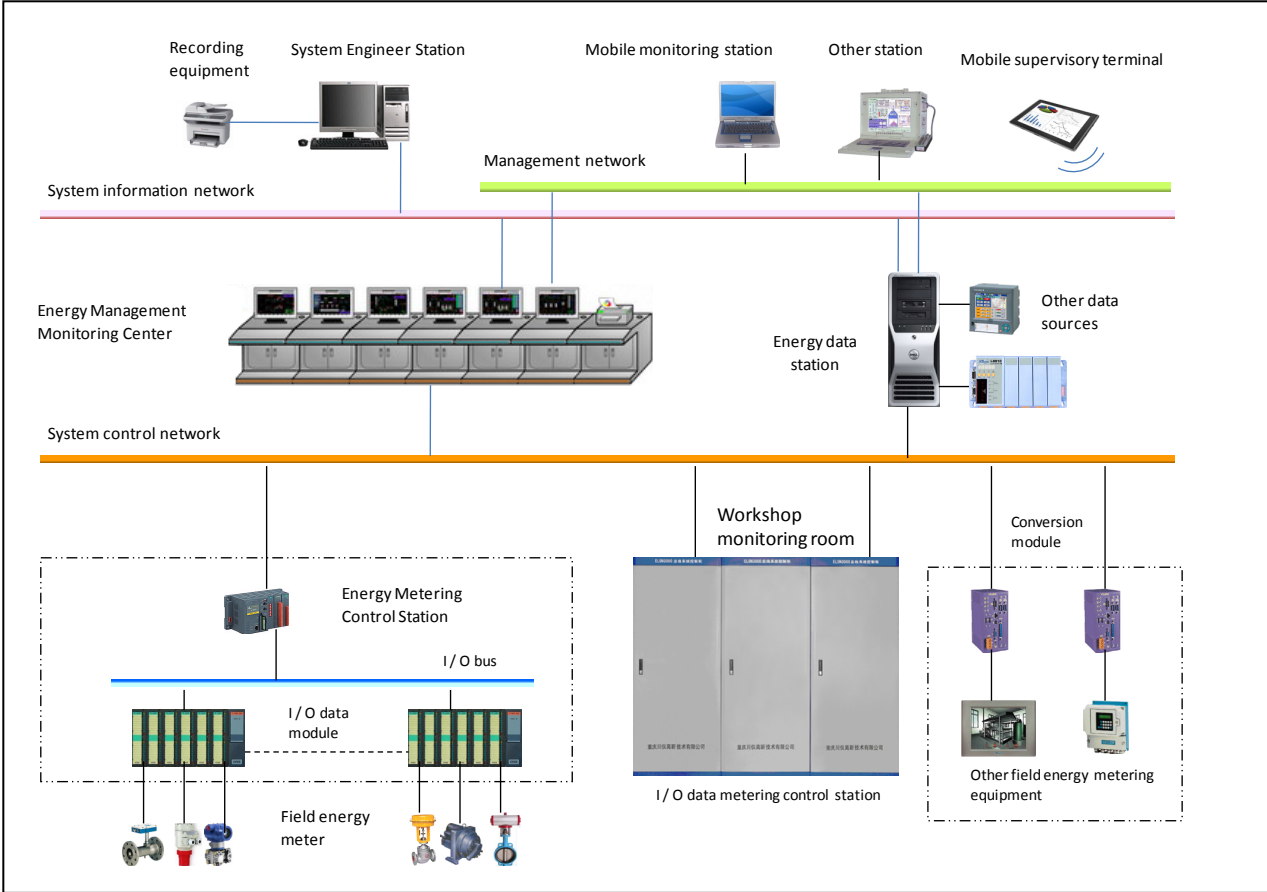 Recording
equipment
System Engineer Station
Mobile monitoring station
Other station
Mobile supervisory terminal
Management network
System information network
Energy Management
Monitoring Center
Energy data
station
Other data
sources
System control network
Workshop
monitoring room
Conversion
module
Energy Metering
Control Station
I / O bus
I / O data
module
Field energy
meter
I / O data metering control station
Other field energy metering
equipment